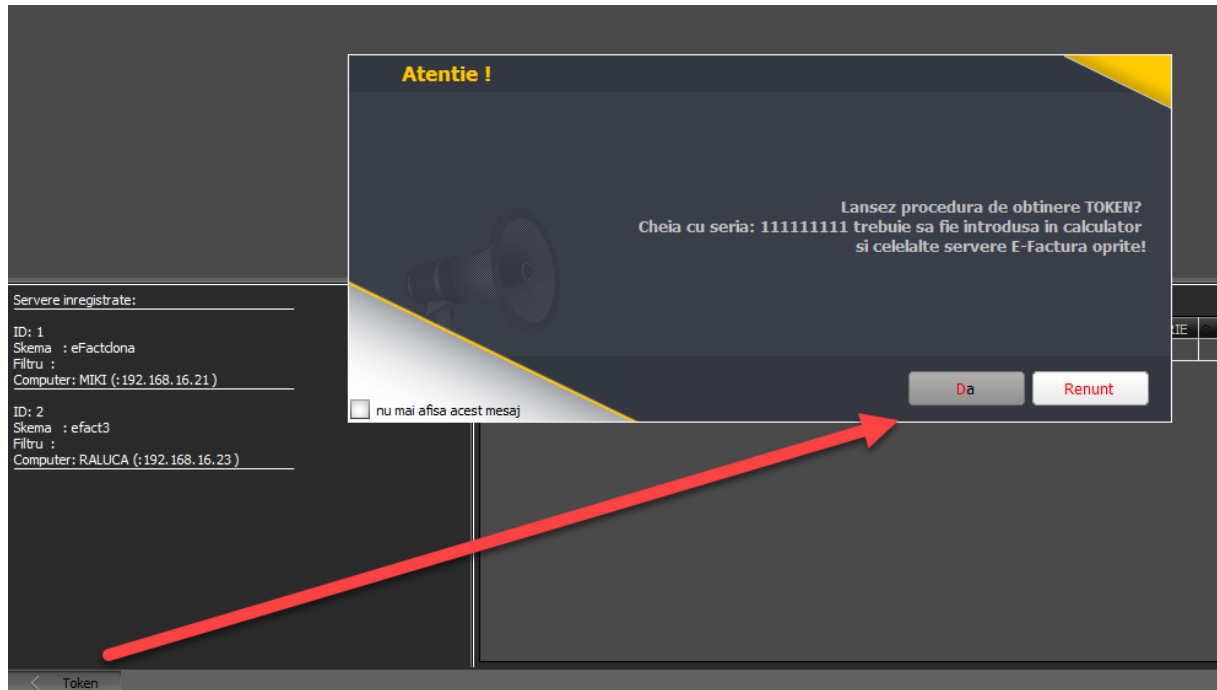 Atentie !
Lansez procedura de obtinere TOKEN?
Cheia cu seria: 111111111 trebuie sa fie introdusa in calculator
si celelalte servere E-Factura oprite!
Da
Renunt
nu mai afisa acest mesaj
Servere inregistrate:
ID: 1
Skema : eFactdona
Filtru :
Computer: MIKI (:192.168.16.21 )
ID: 2
Skema : efact3
Filtru :
Computer: RALUCA (:192.168.16.23 )
Token